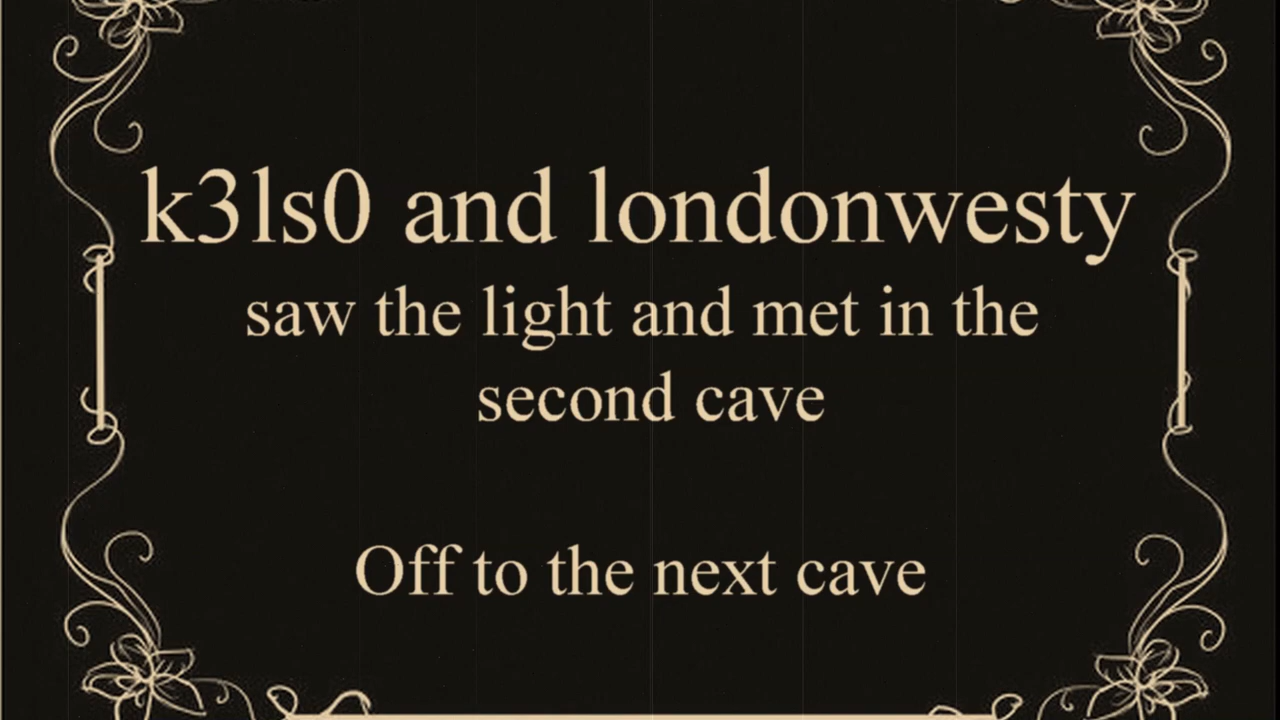 k3ls0 and londonwesty
saw the light and met in the
second cave
Off to the next cave